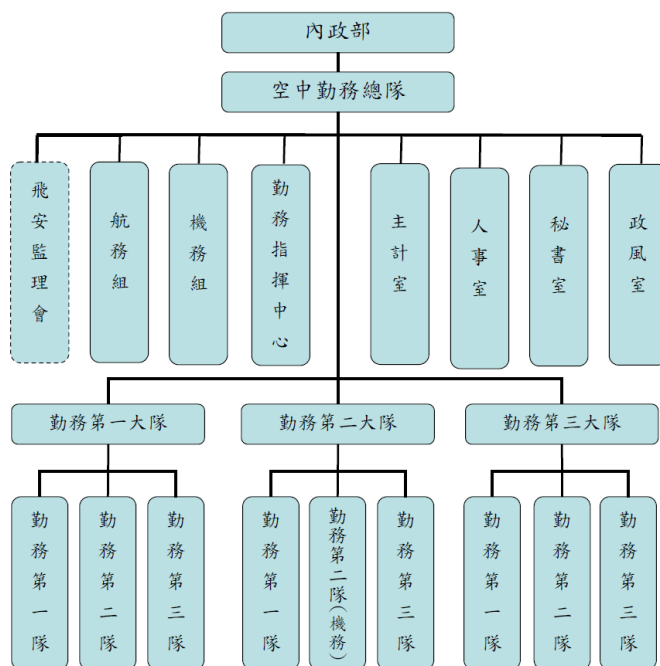 內政部
空中勤務總隊
飛安監理會
航務組
機務組
勤務指揮中心
主計室
人事室
秘書室
政風室
勤務第一大隊
勤務第二大隊
勤務第三大隊
勤務第一隊
勤務第二隊
勤務第三隊
勤務第一隊
勤務第二隊(機務)
勤務第三隊
勤務第一隊
勤務第二隊
勤務第三隊